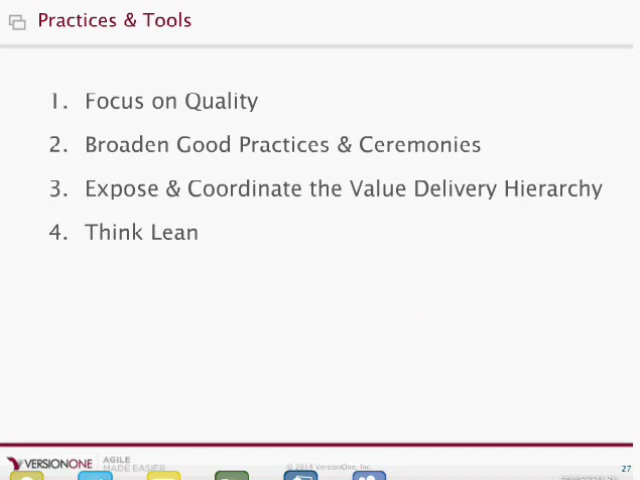 Practices & Tools
1. Focus on Quality
2. Broaden Good Practices & Ceremonies
3. Expose & Coordinate the Value Delivery Hierarchy
4. Think Lean
VERSIONONE
AGILE
MADE EASIER
© 2014 VersionOne, Inc.
27